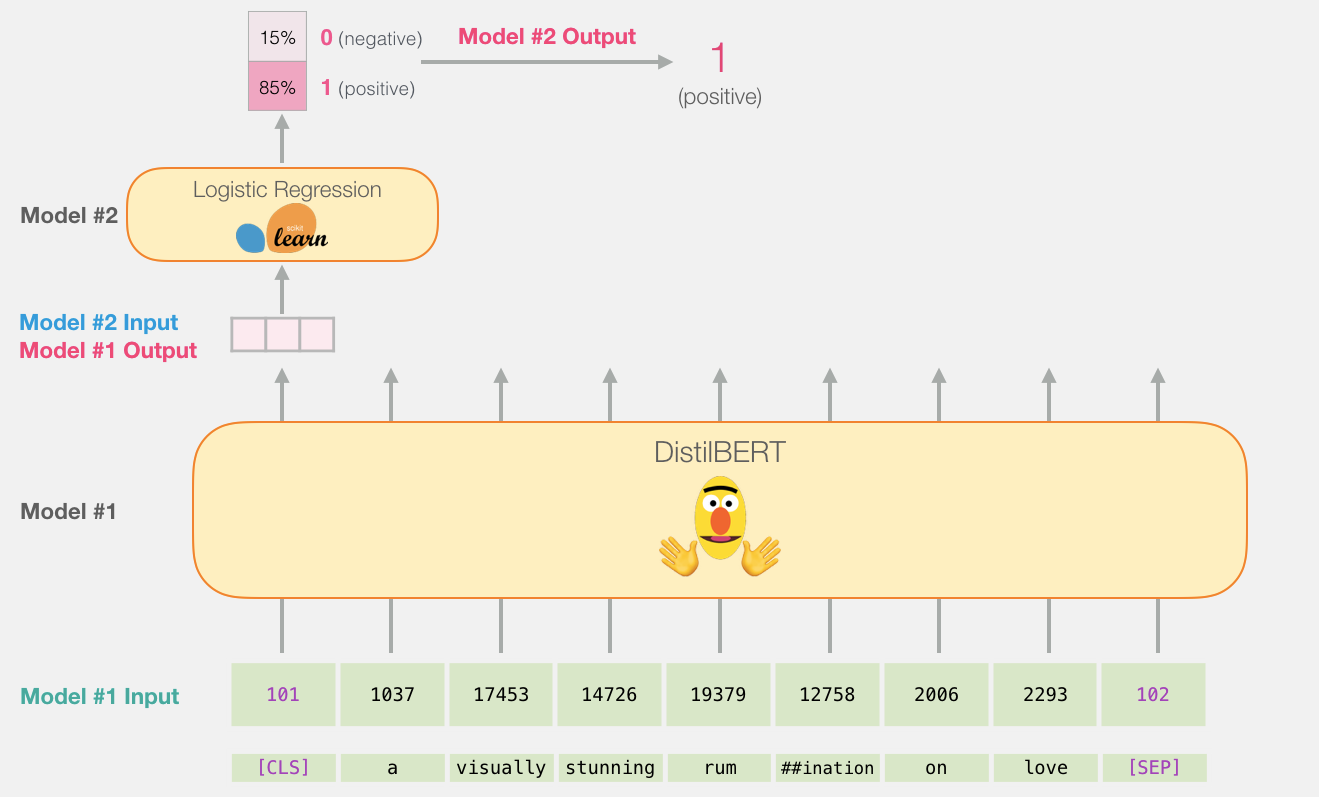 15%
0 (negative)
Model #2 Output
1
85%
1 (positive)
(positive)
Logistic Regression
Model #2
scikit
learn
Model #2 Input
Model #1 Output
DistilBERT
Model #1
Model #1 Input
101 1037 17453 14726 19379 12758 2006 2293 102
[CLS] a visually stunning rum ##ination on love [SEP]